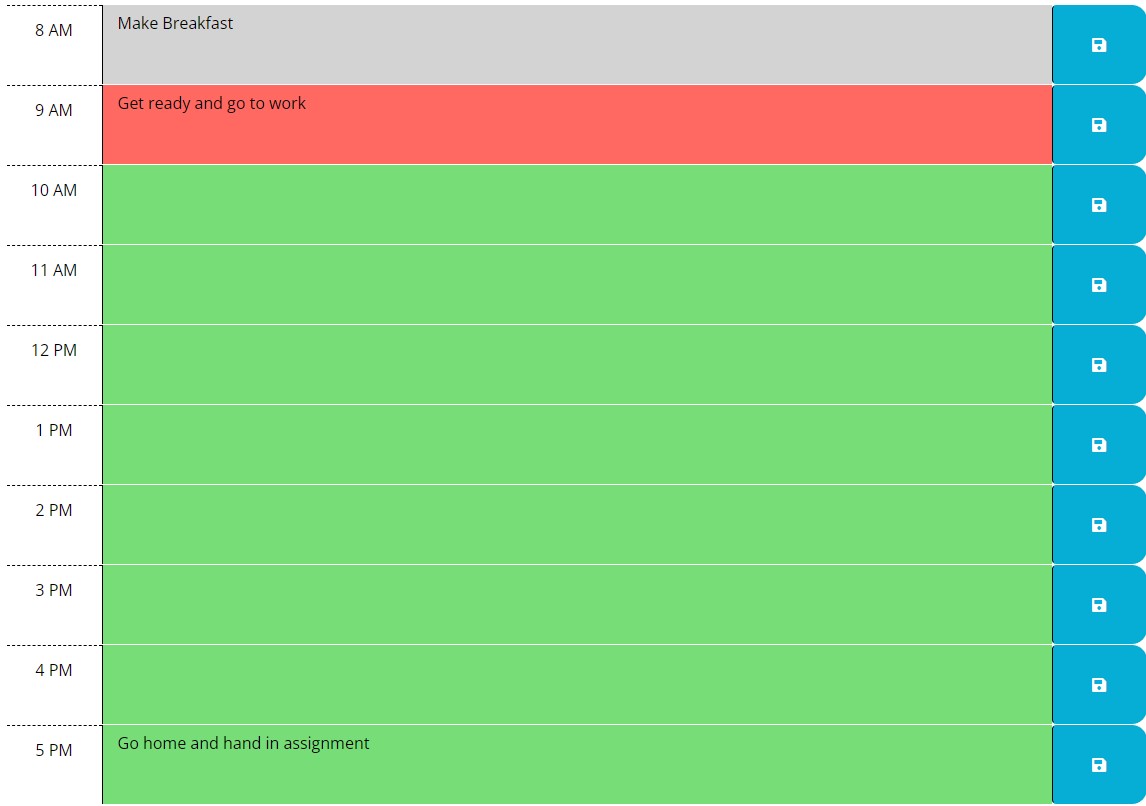 8 AM
Make Breakfast
9 AM
Get ready and go to work
10 AM
11 AM
12 PM
1 PM
2 PM
3 PM
4 PM
5 PM
Go home and hand in assignment